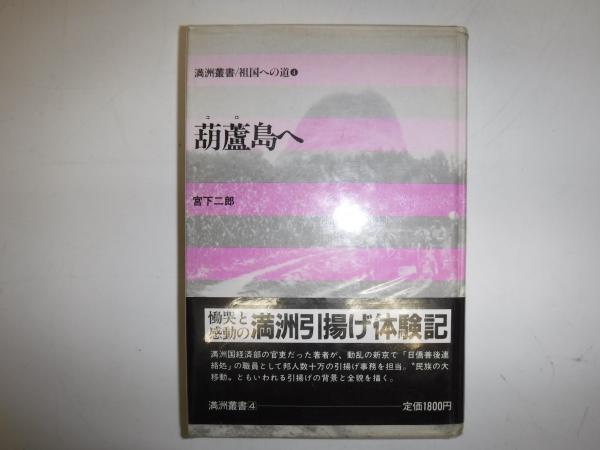 満洲叢書/祖国への道❹
コロ
葫蘆島へ
宮下二郎
慟哭と
感動の満洲引揚げ体験記
満洲国経済部の官吏だった著者が、動乱の新京で「日僑善後連
絡処」の職員として邦人数十万の引揚げ事務を担当。〝民族の大
移動〟ともいわれる引揚げの背景と全貌を描く。
満洲叢書4
定価1800円